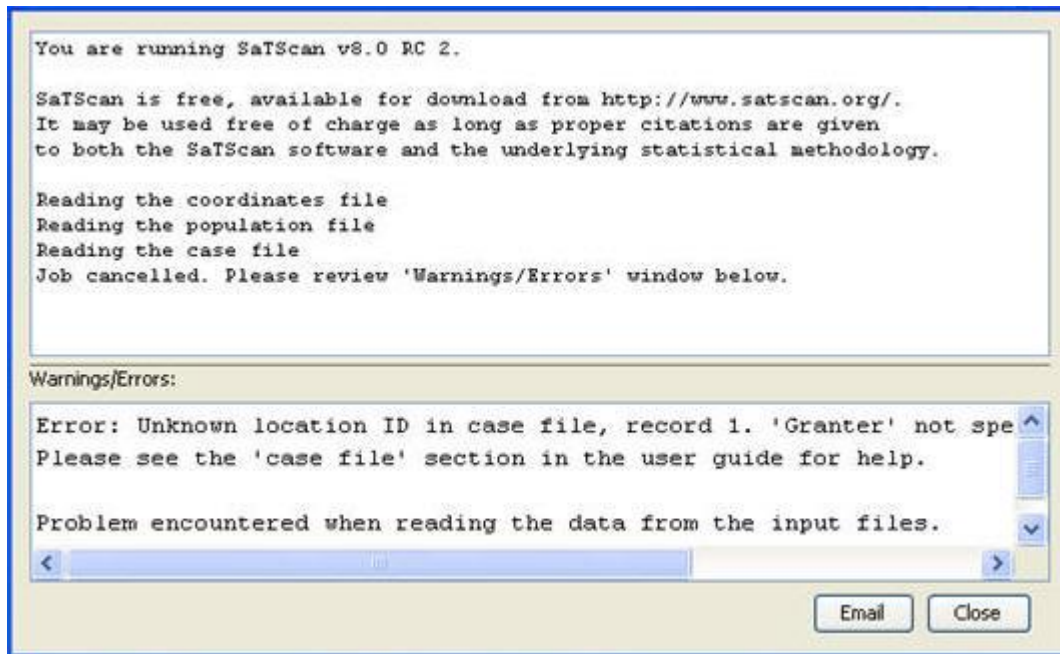 You are running SaTScan v8.0 RC 2.
SaTScan is free, available for download from http://www.satscan.org/.
It may be used free of charge as long as proper citations are given
to both the SaTScan software and the underlying statistical methodology.
Reading the coordinates file
Reading the population file
Reading the case file
Job cancelled. Please review 'Warnings/Errors' window below.
Warnings/Errors:
Error: Unknown location ID in case file, record 1. 'Granter' not spe
Please see the 'case file' section in the user guide for help.
Problem encountered when reading the data from the input files.
Email Close